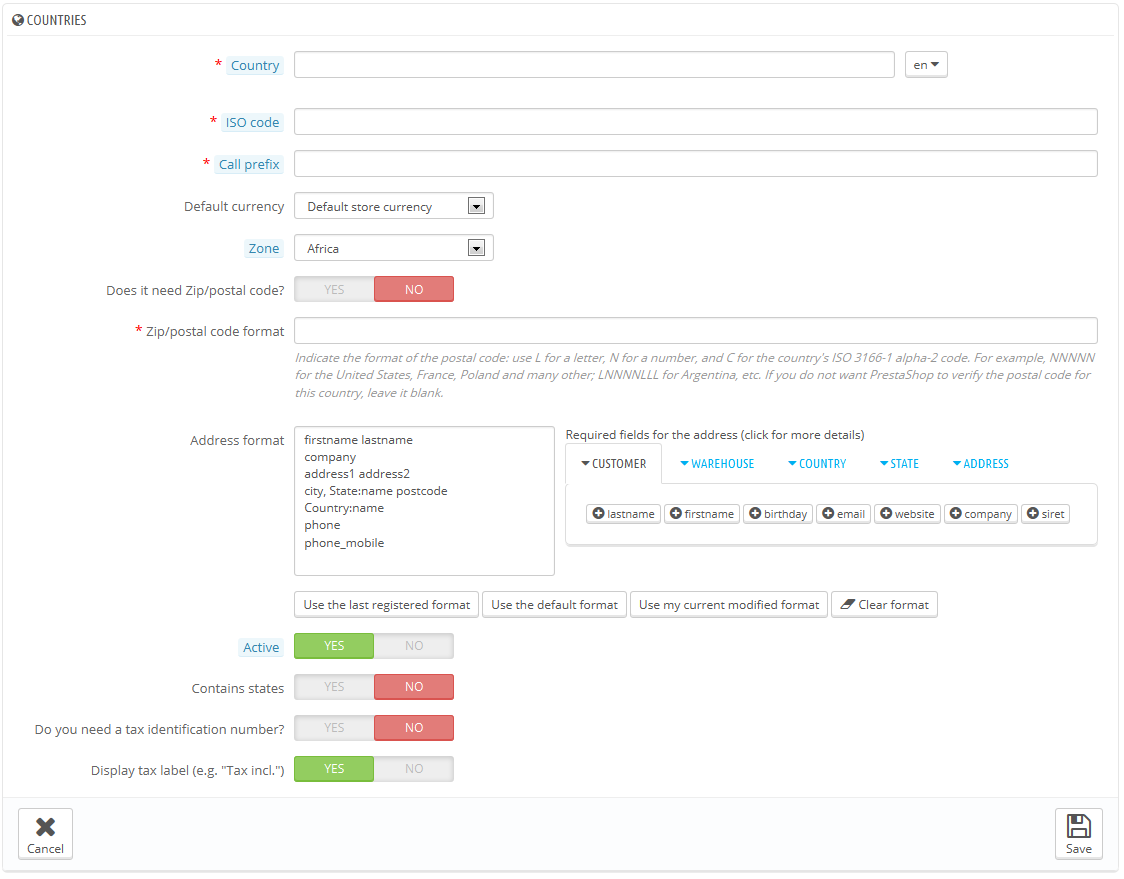 COUNTRIES
* Country
en
* ISO code
* Call prefix
Default currency Default store currency
Zone Africa
Does it need Zip/postal code? YES NO
* Zip/postal code format
Indicate the format of the postal code: use L for a letter, N for a number, and C for the country's ISO 3166-1 alpha-2 code. For example, NNNNN
for the United States, France, Poland and many other; LNNNNLLL for Argentina, etc. If you do not want PrestaShop to verify the postal code for
this country, leave it blank.
Address format
firstname lastname
company
address1 address2
city, State:name postcode
Country:name
phone
phone_mobile
Required fields for the address (click for more details)
CUSTOMER WAREHOUSE COUNTRY STATE ADDRESS
lastname firstname birthday email website company siret
Use the last registered format Use the default format Use my current modified format Clear format
Active YES NO
Contains states YES NO
Do you need a tax identification number? YES NO
Display tax label (e.g. "Tax incl.") YES NO
Cancel Save